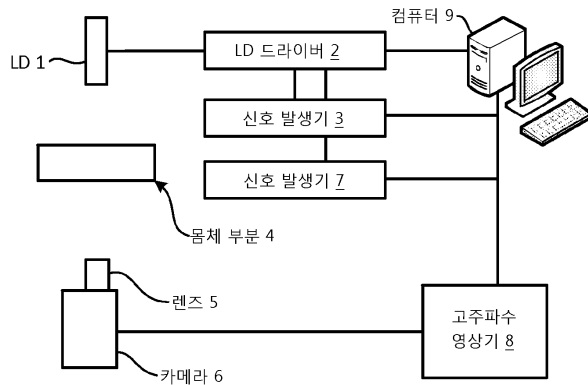 컴퓨터 9
LD 1
LD 드라이버 2
신호 발생기 3
신호 발생기 7
몸체 부분 4
렌즈 5
카메라 6
고주파수
영상기 8